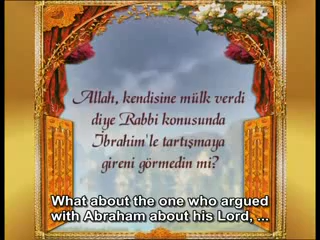 Allah, kendisine mülk verdi
diye Rabbi konusunda
İbrahim'le tartışmaya
gireni görmedin mi?
What about the one who argued
with Abraham about his Lord, ...